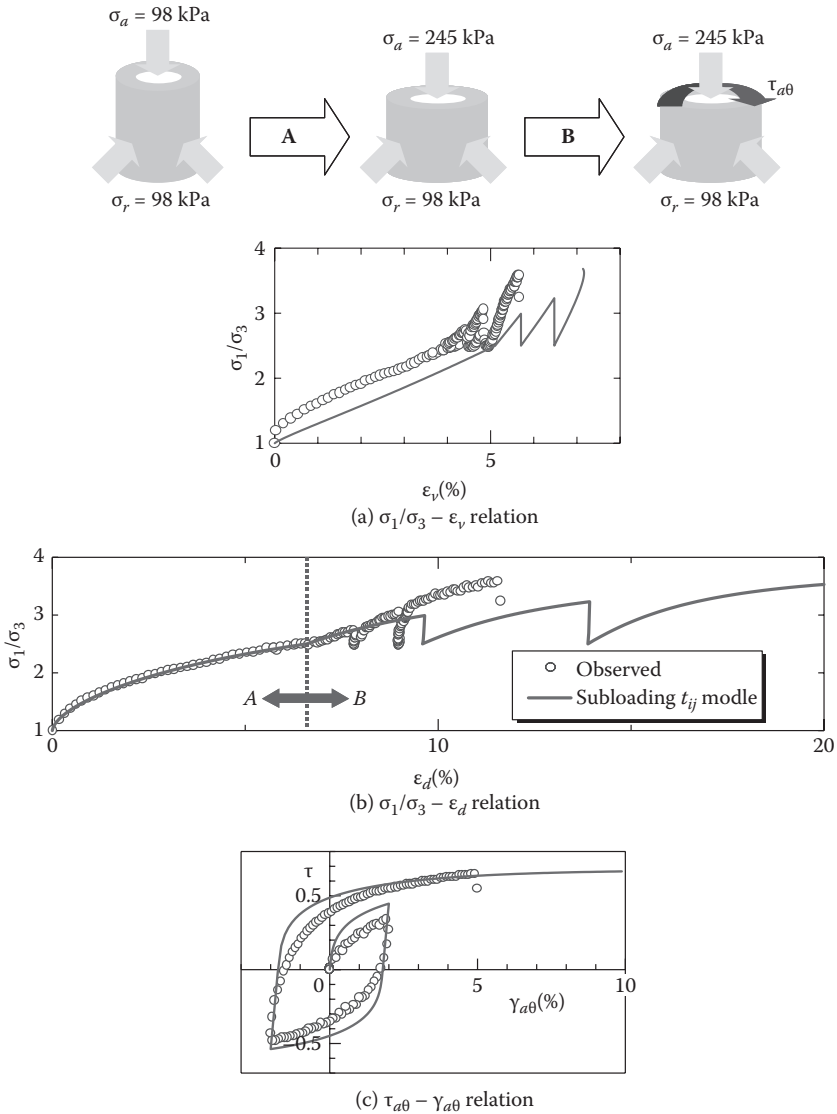 σa = 98 kPa
σa = 245 kPa
σa = 245 kPa
τaθ
A
B
σr = 98 kPa
σr = 98 kPa
σr = 98 kPa
4
3
2
1
σ1/σ3
0
5
εv(%)
(a) σ1/σ3 – εv relation
4
3
2
1
σ1/σ3
A
B
Observed
Subloading tij modle
0
10
20
εd(%)
(b) σ1/σ3 – εd relation
τ
0.5
0
5
10
γaθ(%)
–0.5
(c) τaθ – γaθ relation